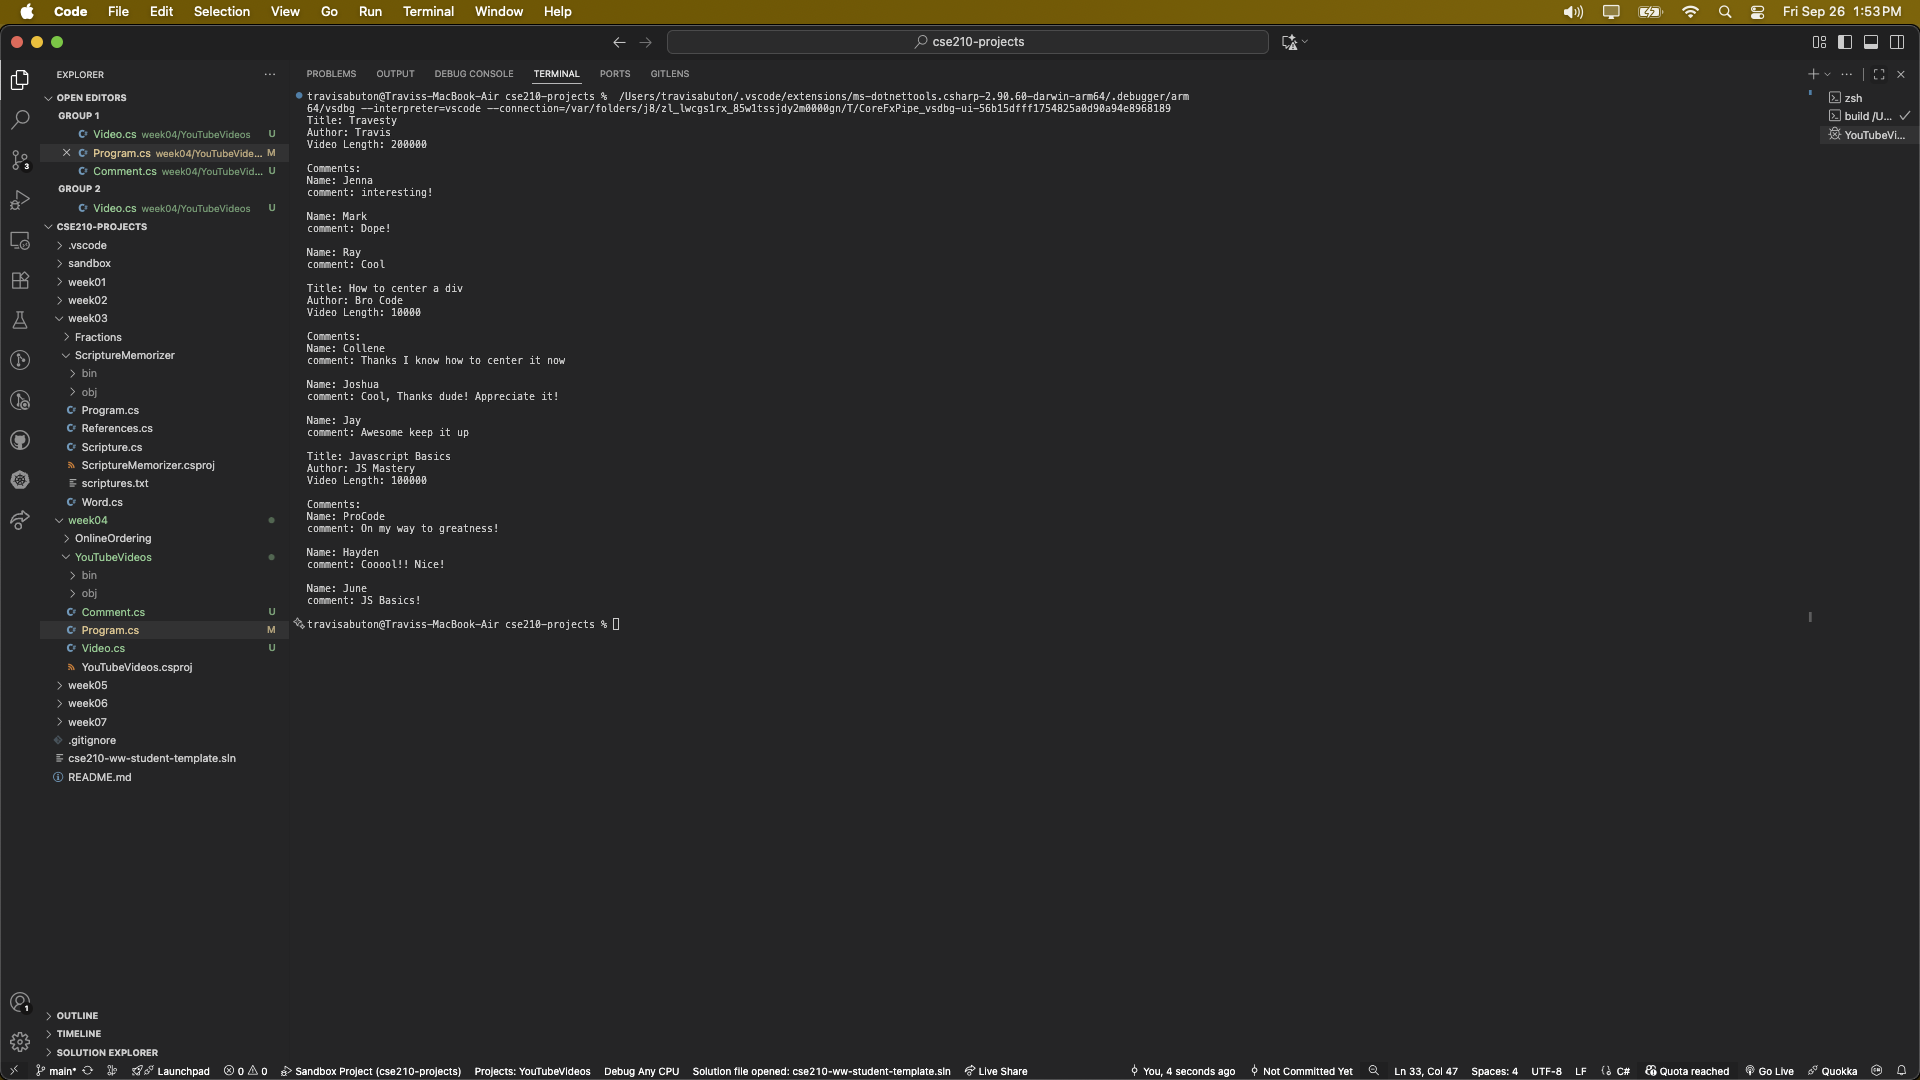 Code File Edit Selection View Go Run Terminal Window Help
Fri Sep 26 1:53 PM
cse210-projects
EXPLORER
OPEN EDITORS
GROUP 1
Video.cs week04/YouTubeVideos U
Program.cs week04/YouTubeVide... M
Comment.cs week04/YouTubeVid... U
GROUP 2
Video.cs week04/YouTubeVideos U
CSE210-PROJECTS
.vscode
sandbox
week01
week02
week03
Fractions
ScriptureMemorizer
bin
obj
Program.cs
References.cs
Scripture.cs
ScriptureMemorizer.csproj
scriptures.txt
Word.cs
week04
OnlineOrdering
YouTubeVideos
bin
obj
Comment.cs U
Program.cs M
Video.cs U
YouTubeVideos.csproj
week05
week06
week07
.gitignore
cse210-ww-student-template.sln
README.md
OUTLINE
TIMELINE
SOLUTION EXPLORER
3
1
PROBLEMS OUTPUT DEBUG CONSOLE TERMINAL PORTS GITLENS
travisabuton@Traviss-MacBook-Air cse210-projects % /Users/travisabuton/.vscode/extensions/ms-dotnettools.csharp-2.90.60-darwin-arm64/.debugger/arm
64/vsdbg --interpreter=vscode --connection=/var/folders/j8/zl_lwcgs1rx_85w1tssjdy2m0000gn/T/CoreFxPipe_vsdbg-ui-56b15dfff1754825a0d90a94e8968189
Title: Travesty
Author: Travis
Video Length: 200000
Comments:
Name: Jenna
comment: interesting!
Name: Mark
comment: Dope!
Name: Ray
comment: Cool
Title: How to center a div
Author: Bro Code
Video Length: 10000
Comments:
Name: Collene
comment: Thanks I know how to center it now
Name: Joshua
comment: Cool, Thanks dude! Appreciate it!
Name: Jay
comment: Awesome keep it up
Title: Javascript Basics
Author: JS Mastery
Video Length: 100000
Comments:
Name: ProCode
comment: On my way to greatness!
Name: Hayden
comment: Cooool!! Nice!
Name: June
comment: JS Basics!
travisabuton@Traviss-MacBook-Air cse210-projects %
zsh
build /U...
YouTubeVi...
main* Launchpad 0 0 Sandbox Project (cse210-projects) Projects: YouTubeVideos Debug Any CPU Solution file opened: cse210-ww-student-template.sln Live Share You, 4 seconds ago Not Committed Yet Ln 33, Col 47 Spaces: 4 UTF-8 LF C# Quota reached Go Live Quokka